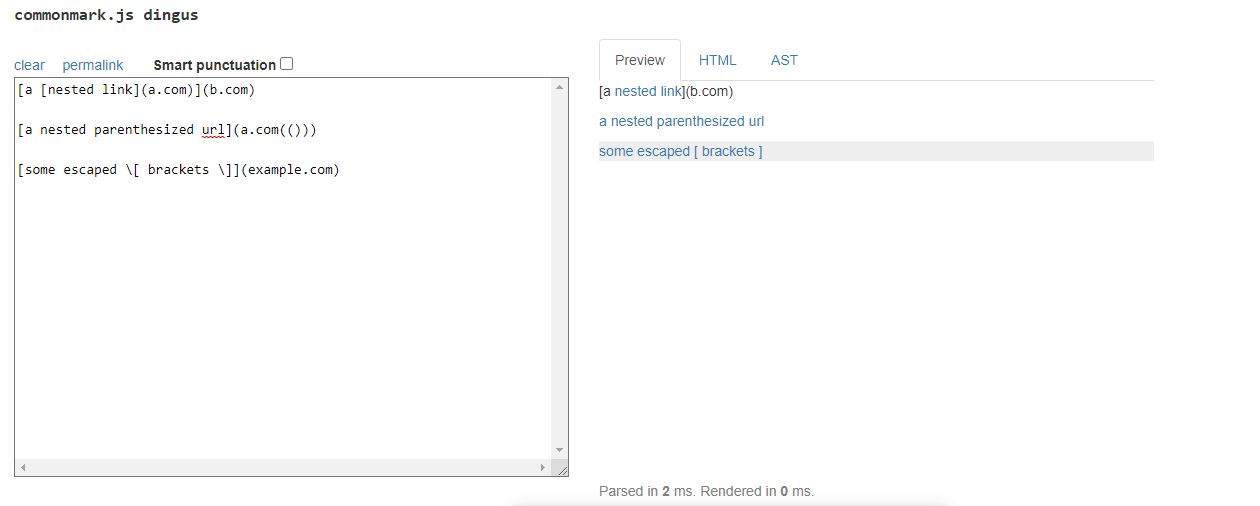 commonmark.js dingus
clear permalink Smart punctuation
[a [nested link](a.com)](b.com)
[a nested parenthesized url](a.com(()))
[some escaped \[ brackets \]](example.com)
Preview HTML AST
[a nested link](b.com)
a nested parenthesized url
some escaped [ brackets ]
Parsed in 2 ms. Rendered in 0 ms.